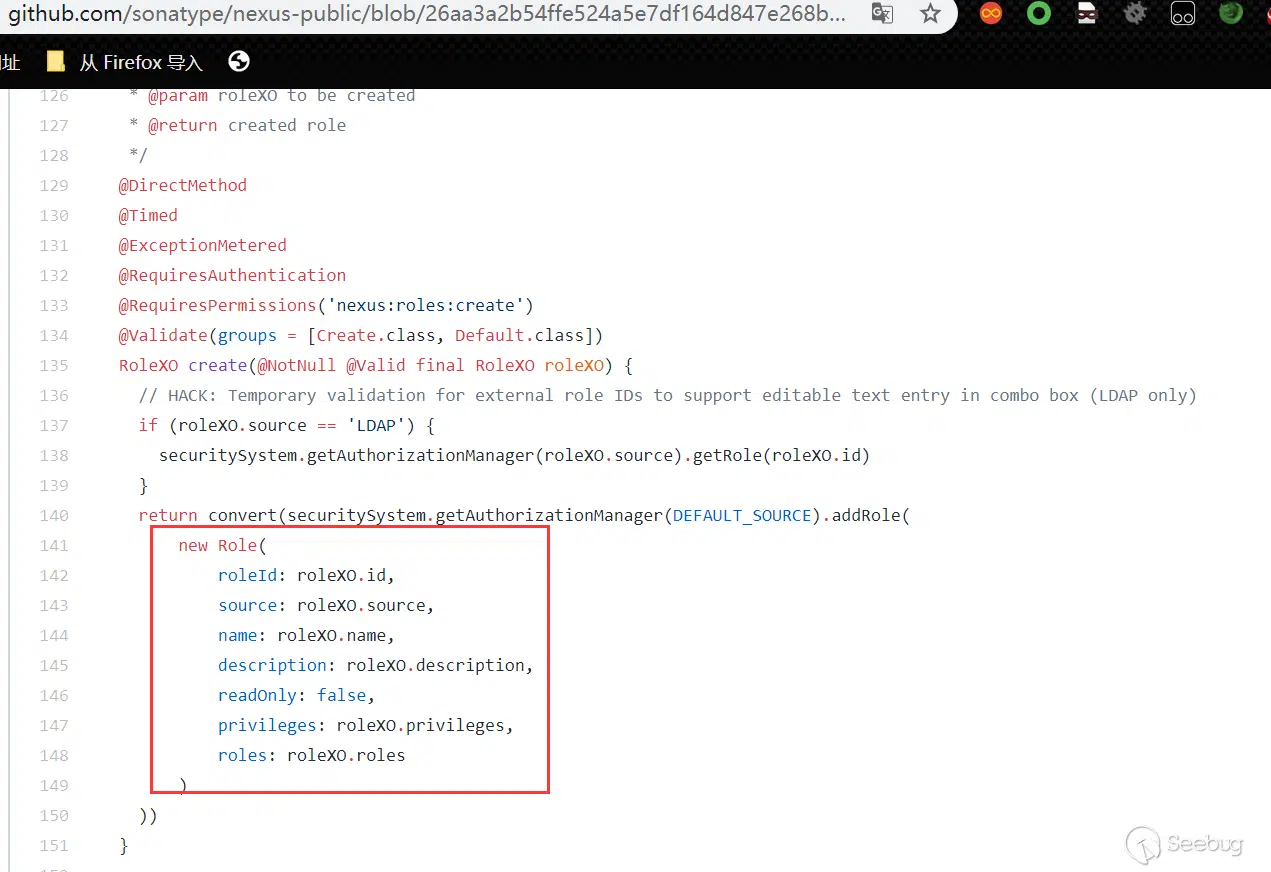 github.com/sonatype/nexus-public/blob/26aa3a2b54ffe524a5e7df164d847e268b...
址 从 Firefox 导入
126 * @param roleXO to be created
127 * @return created role
128 */
129 @DirectMethod
130 @Timed
131 @ExceptionMetered
132 @RequiresAuthentication
133 @RequiresPermissions('nexus:roles:create')
134 @Validate(groups = [Create.class, Default.class])
135 RoleXO create(@NotNull @Valid final RoleXO roleXO) {
136 // HACK: Temporary validation for external role IDs to support editable text entry in combo box (LDAP only)
137 if (roleXO.source == 'LDAP') {
138 securitySystem.getAuthorizationManager(roleXO.source).getRole(roleXO.id)
139 }
140 return convert(securitySystem.getAuthorizationManager(DEFAULT_SOURCE).addRole(
141 new Role(
142 roleId: roleXO.id,
143 source: roleXO.source,
144 name: roleXO.name,
145 description: roleXO.description,
146 readOnly: false,
147 privileges: roleXO.privileges,
148 roles: roleXO.roles
149 )
150 ))
151 }
Seebug